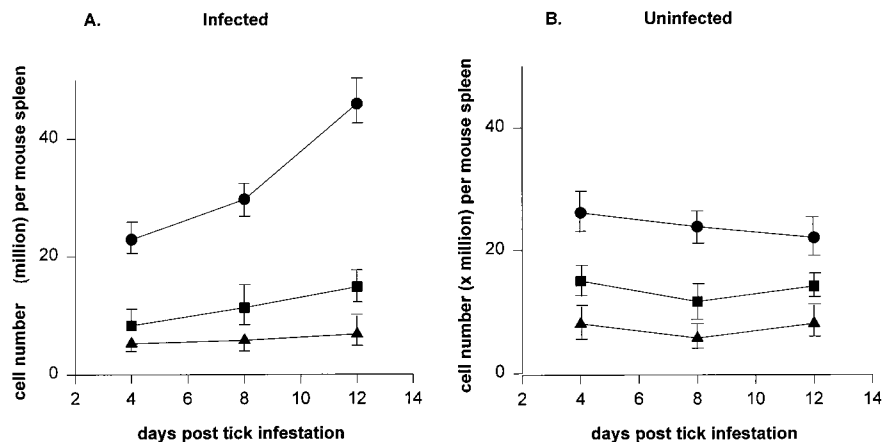 A. Infected
cell number (million) per mouse spleen
40
20
0
2 4 6 8 10 12 14
days post tick infestation
B. Uninfected
cell number (x million) per mouse spleen
40
20
0
2 4 6 8 10 12 14
days post tick infestation